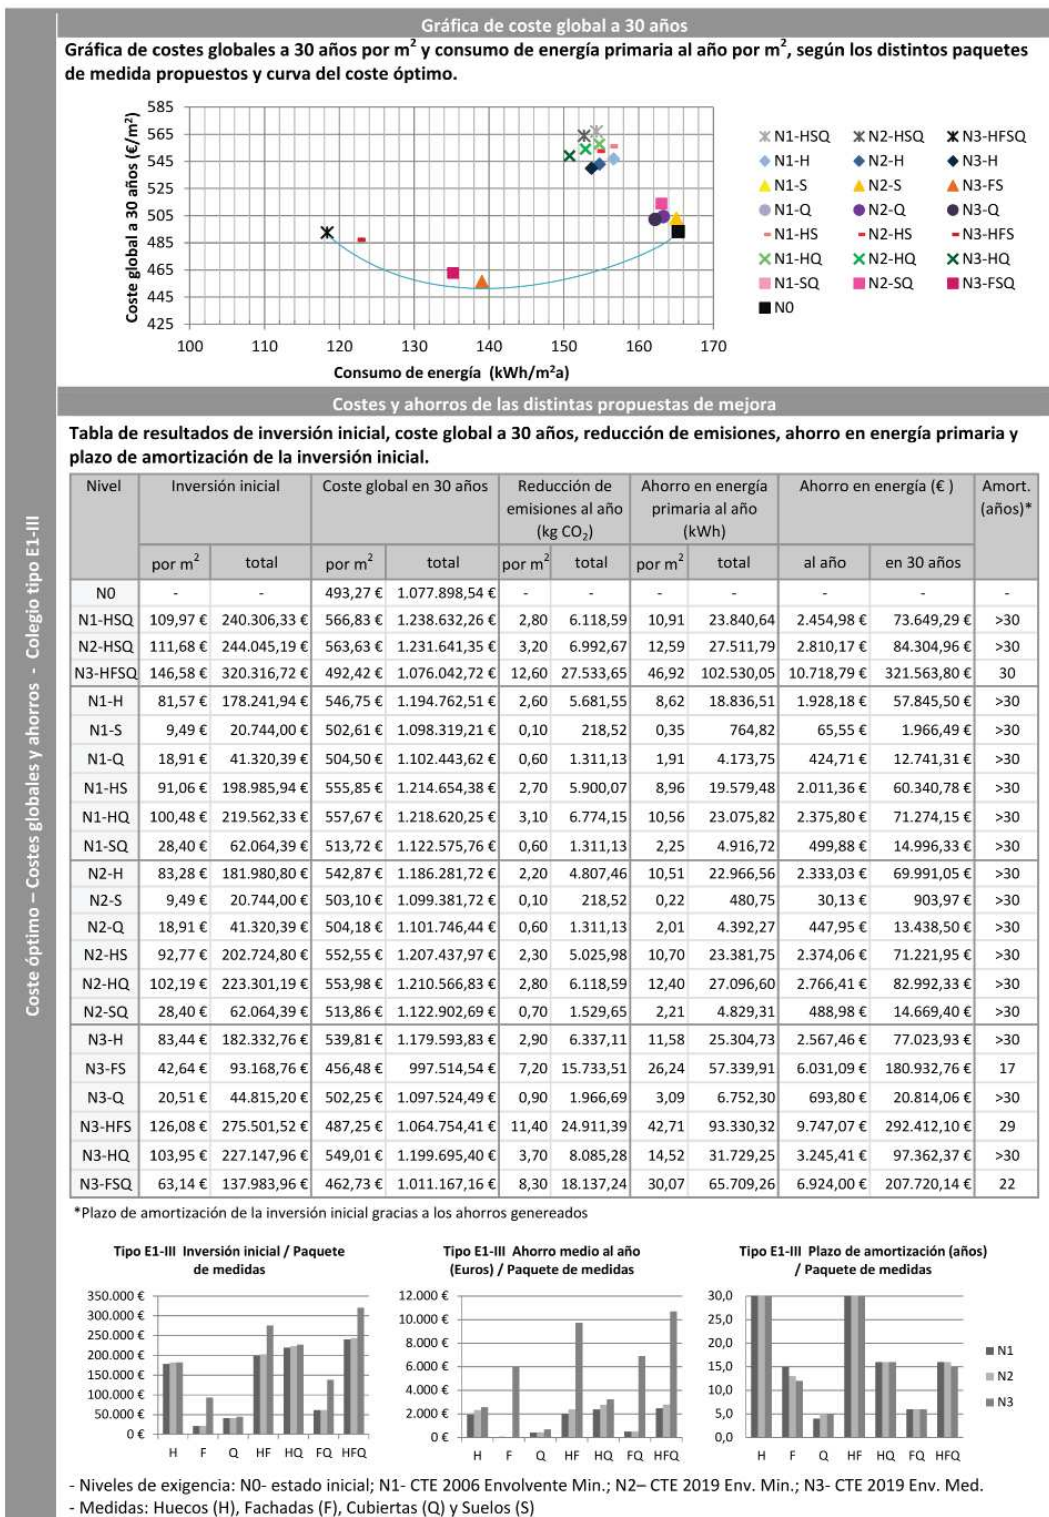 Coste óptimo – Costes globales y ahorros - Colegio tipo E1-III
Gráfica de coste global a 30 años
Gráfica de costes globales a 30 años por m² y consumo de energía primaria al año por m², según los distintos paquetes
de medida propuestos y curva del coste óptimo.
Coste global a 30 años (€/m²)
585
565
545
525
505
485
465
445
425
100 110 120 130 140 150 160 170
Consumo de energía (kWh/m²a)
N1-HSQ N2-HSQ N3-HFSQ
N1-H N2-H N3-H
N1-S N2-S N3-FS
N1-Q N2-Q N3-Q
N1-HS N2-HS N3-HFS
N1-HQ N2-HQ N3-HQ
N1-SQ N2-SQ N3-FSQ
N0
Costes y ahorros de las distintas propuestas de mejora
Tabla de resultados de inversión inicial, coste global a 30 años, reducción de emisiones, ahorro en energía primaria y
plazo de amortización de la inversión inicial.
Nivel Inversión inicial Coste global en 30 años Reducción de Ahorro en energía Ahorro en energía (€ ) Amort.
emisiones al año primaria al año (años)*
(kg CO₂) (kWh)
por m² total por m² total por m² total por m² total al año en 30 años
N0 - - 493,27 € 1.077.898,54 € - - - - - - -
N1-HSQ 109,97 € 240.306,33 € 566,83 € 1.238.632,26 € 2,80 6.118,59 10,91 23.840,64 2.454,98 € 73.649,29 € >30
N2-HSQ 111,68 € 244.045,19 € 563,63 € 1.231.641,35 € 3,20 6.992,67 12,59 27.511,79 2.810,17 € 84.304,96 € >30
N3-HFSQ 146,58 € 320.316,72 € 492,42 € 1.076.042,72 € 12,60 27.533,65 46,92 102.530,05 10.718,79 € 321.563,80 € 30
N1-H 81,57 € 178.241,94 € 546,75 € 1.194.762,51 € 2,60 5.681,55 8,62 18.836,51 1.928,18 € 57.845,50 € >30
N1-S 9,49 € 20.744,00 € 502,61 € 1.098.319,21 € 0,10 218,52 0,35 764,82 65,55 € 1.966,49 € >30
N1-Q 18,91 € 41.320,39 € 504,50 € 1.102.443,62 € 0,60 1.311,13 1,91 4.173,75 424,71 € 12.741,31 € >30
N1-HS 91,06 € 198.985,94 € 555,85 € 1.214.654,38 € 2,70 5.900,07 8,96 19.579,48 2.011,36 € 60.340,78 € >30
N1-HQ 100,48 € 219.562,33 € 557,67 € 1.218.620,25 € 3,10 6.774,15 10,56 23.075,82 2.375,80 € 71.274,15 € >30
N1-SQ 28,40 € 62.064,39 € 513,72 € 1.122.575,76 € 0,60 1.311,13 2,25 4.916,72 499,88 € 14.996,33 € >30
N2-H 83,28 € 181.980,80 € 542,87 € 1.186.281,72 € 2,20 4.807,46 10,51 22.966,56 2.333,03 € 69.991,05 € >30
N2-S 9,49 € 20.744,00 € 503,10 € 1.099.381,72 € 0,10 218,52 0,22 480,75 30,13 € 903,97 € >30
N2-Q 18,91 € 41.320,39 € 504,18 € 1.101.746,44 € 0,60 1.311,13 2,01 4.392,27 447,95 € 13.438,50 € >30
N2-HS 92,77 € 202.724,80 € 552,55 € 1.207.437,97 € 2,30 5.025,98 10,70 23.381,75 2.374,06 € 71.221,95 € >30
N2-HQ 102,19 € 223.301,19 € 553,98 € 1.210.566,83 € 2,80 6.118,59 12,40 27.096,60 2.766,41 € 82.992,33 € >30
N2-SQ 28,40 € 62.064,39 € 513,86 € 1.122.902,69 € 0,70 1.529,65 2,21 4.829,31 488,98 € 14.669,40 € >30
N3-H 83,44 € 182.332,76 € 539,81 € 1.179.593,83 € 2,90 6.337,11 11,58 25.304,73 2.567,46 € 77.023,93 € >30
N3-FS 42,64 € 93.168,76 € 456,48 € 997.514,54 € 7,20 15.733,51 26,24 57.339,91 6.031,09 € 180.932,76 € 17
N3-Q 20,51 € 44.815,20 € 502,25 € 1.097.524,49 € 0,90 1.966,69 3,09 6.752,30 693,80 € 20.814,06 € >30
N3-HFS 126,08 € 275.501,52 € 487,25 € 1.064.754,41 € 11,40 24.911,39 42,71 93.330,32 9.747,07 € 292.412,10 € 29
N3-HQ 103,95 € 227.147,96 € 549,01 € 1.199.695,40 € 3,70 8.085,28 14,52 31.729,25 3.245,41 € 97.362,37 € >30
N3-FSQ 63,14 € 137.983,96 € 462,73 € 1.011.167,16 € 8,30 18.137,24 30,07 65.709,26 6.924,00 € 207.720,14 € 22
*Plazo de amortización de la inversión inicial gracias a los ahorros genereados
Tipo E1-III Inversión inicial / Paquete
de medidas
350.000 €
300.000 €
250.000 €
200.000 €
150.000 €
100.000 €
50.000 €
0 €
H F Q HF HQ FQ HFQ
Tipo E1-III Ahorro medio al año
(Euros) / Paquete de medidas
12.000 €
10.000 €
8.000 €
6.000 €
4.000 €
2.000 €
0 €
H F Q HF HQ FQ HFQ
Tipo E1-III Plazo de amortización (años)
/ Paquete de medidas
30,0
25,0
20,0
15,0
10,0
5,0
0,0
H F Q HF HQ FQ HFQ
N1
N2
N3
- Niveles de exigencia: N0- estado inicial; N1- CTE 2006 Envolvente Min.; N2– CTE 2019 Env. Min.; N3- CTE 2019 Env. Med.
- Medidas: Huecos (H), Fachadas (F), Cubiertas (Q) y Suelos (S)